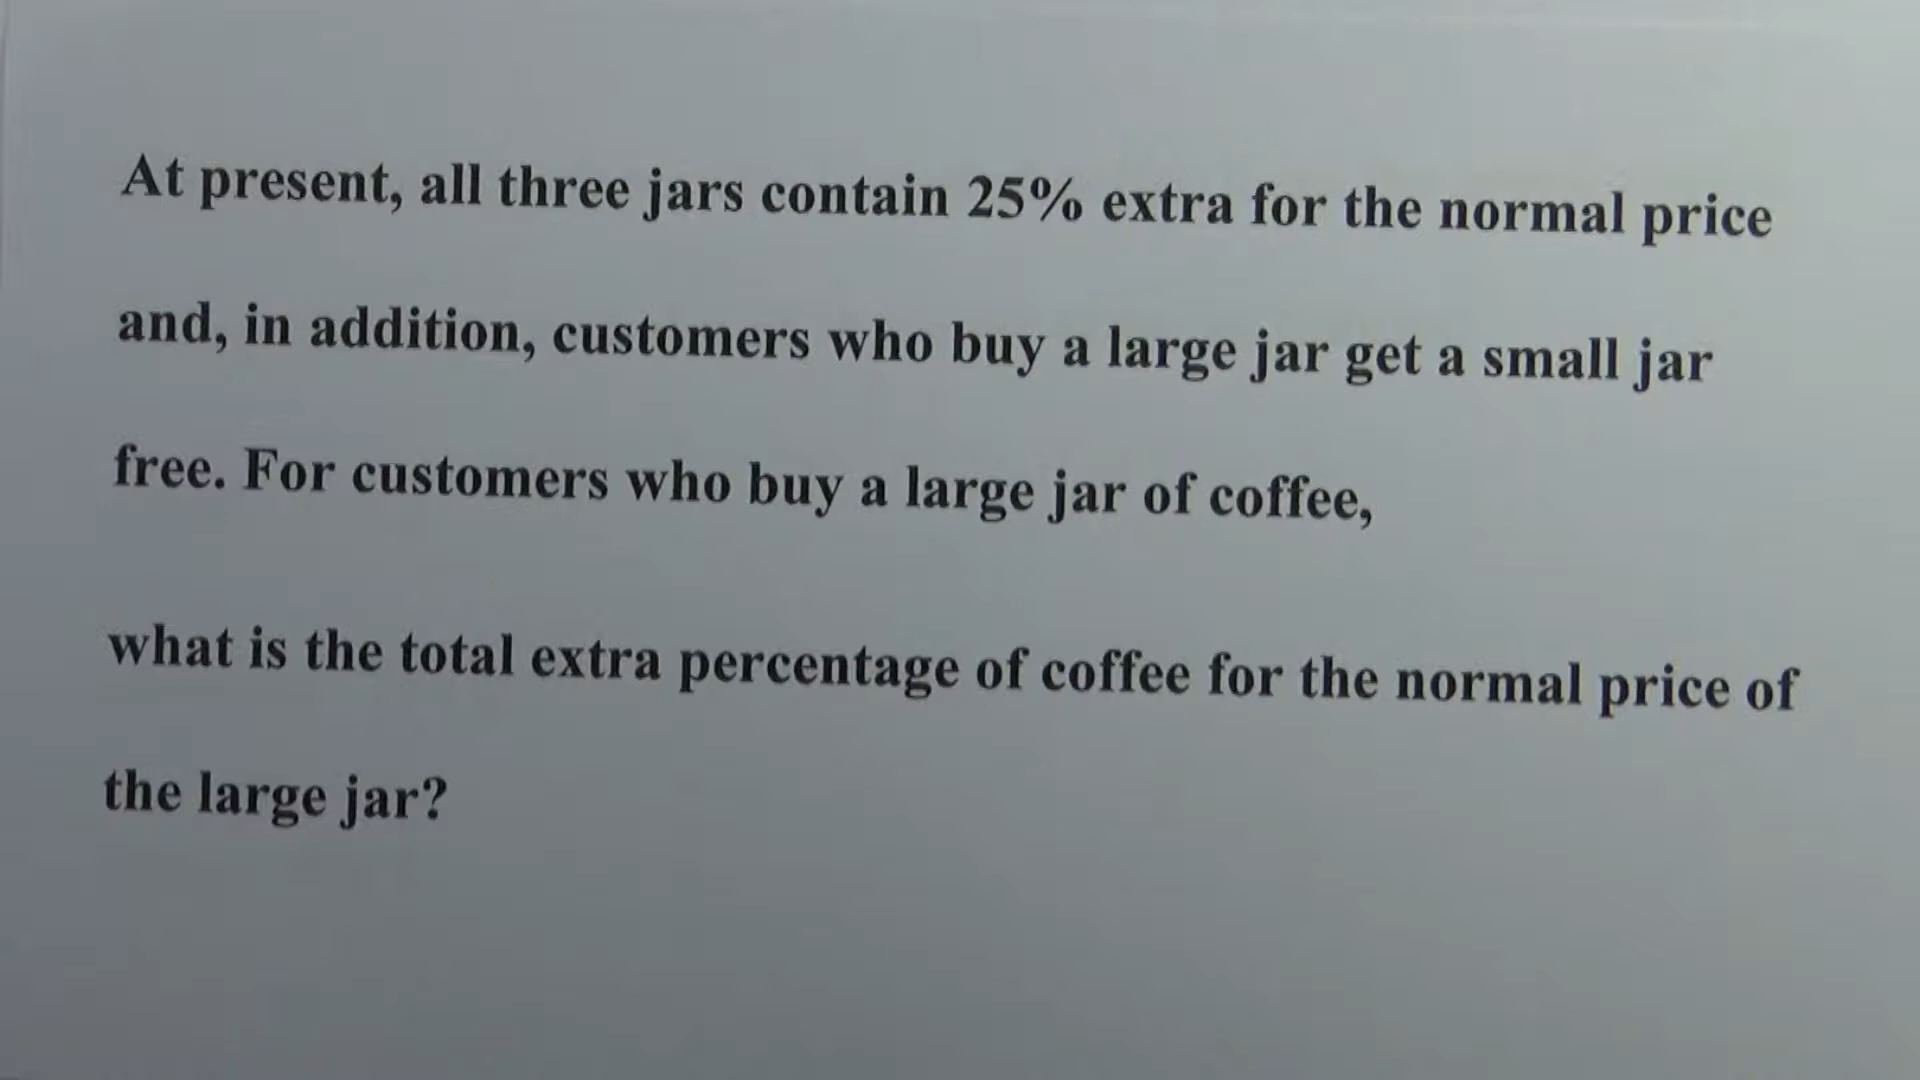 At present, all three jars contain 25% extra for the normal price
and, in addition, customers who buy a large jar get a small jar
free. For customers who buy a large jar of coffee,
what is the total extra percentage of coffee for the normal price of
the large jar?